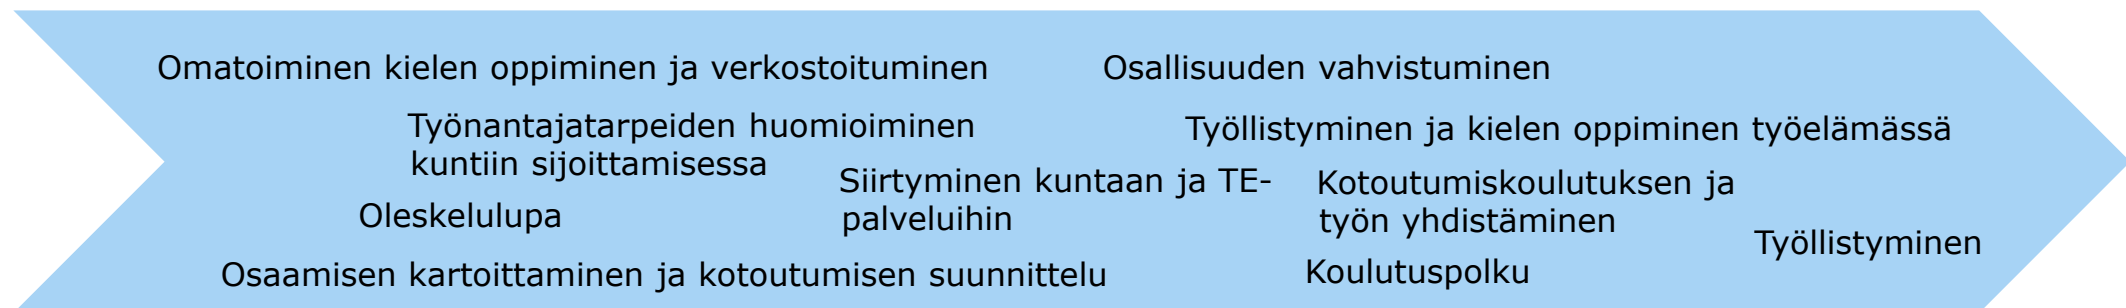 Omatoiminen kielen oppiminen ja verkostoituminen
Osallisuuden vahvistuminen
Työnantajatarpeiden huomioiminen
kuntiin sijoittamisessa
Työllistyminen ja kielen oppiminen työelämässä
Siirtyminen kuntaan ja TE-
palveluihin
Kotoutumiskoulutuksen ja
työn yhdistäminen
Oleskelulupa
Työllistyminen
Osaamisen kartoittaminen ja kotoutumisen suunnittelu
Koulutuspolku